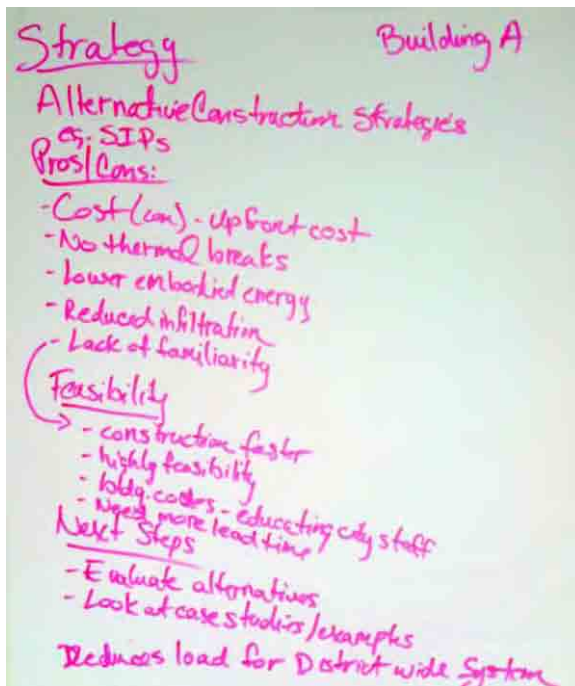 Strategy
Building A
Alternative Construction Strategies
eg. SIPs
Pros/Cons:
- Cost (con) - upfront cost
- No thermal breaks
- Lower embodied energy
- Reduced infiltration
- Lack of familiarity
Feasibility
- construction faster
- highly feasibility
- bldg. codes - educating city staff
- Need more lead time
Next Steps
- Evaluate alternatives
- Look at case studies/examples
Reduces load for District wide System